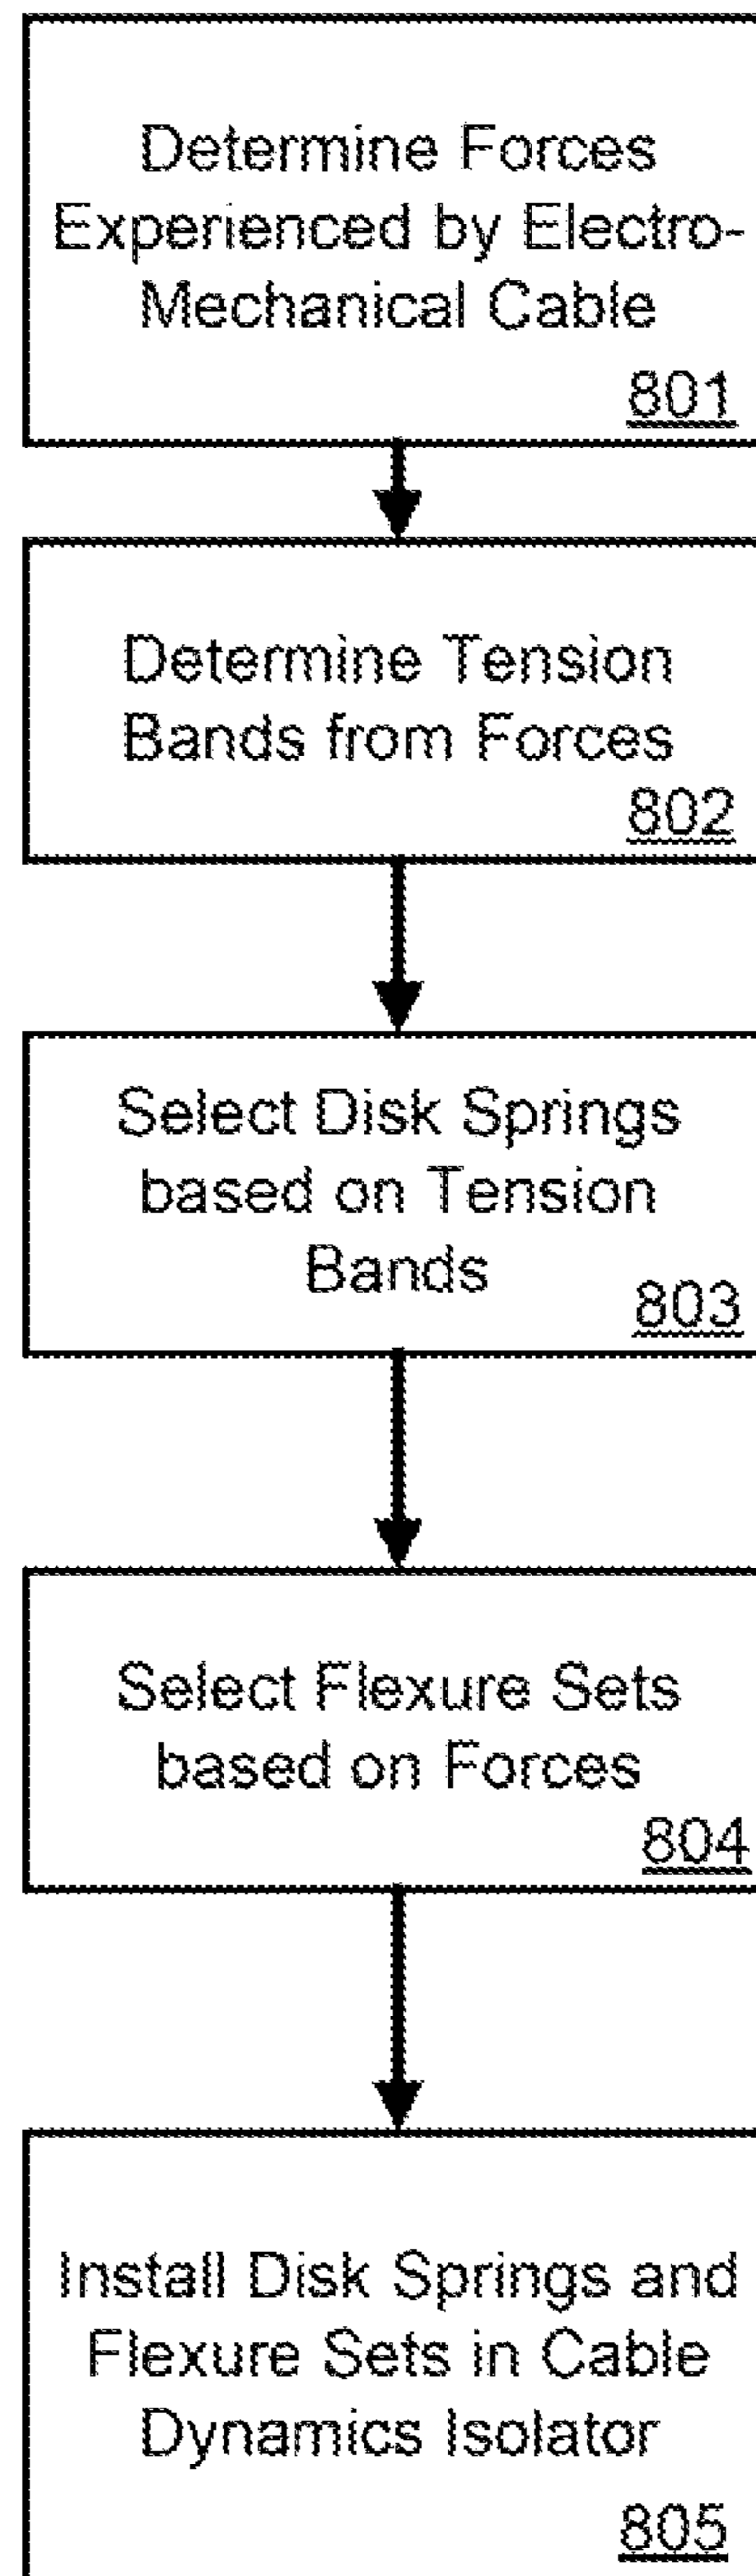 Determine Forces
Experienced by Electro-
Mechanical Cable
801
Determine Tension
Bands from Forces
802
Select Disk Springs
based on Tension
Bands
803
Select Flexure Sets
based on Forces
804
Install Disk Springs and
Flexure Sets in Cable
Dynamics Isolator
805